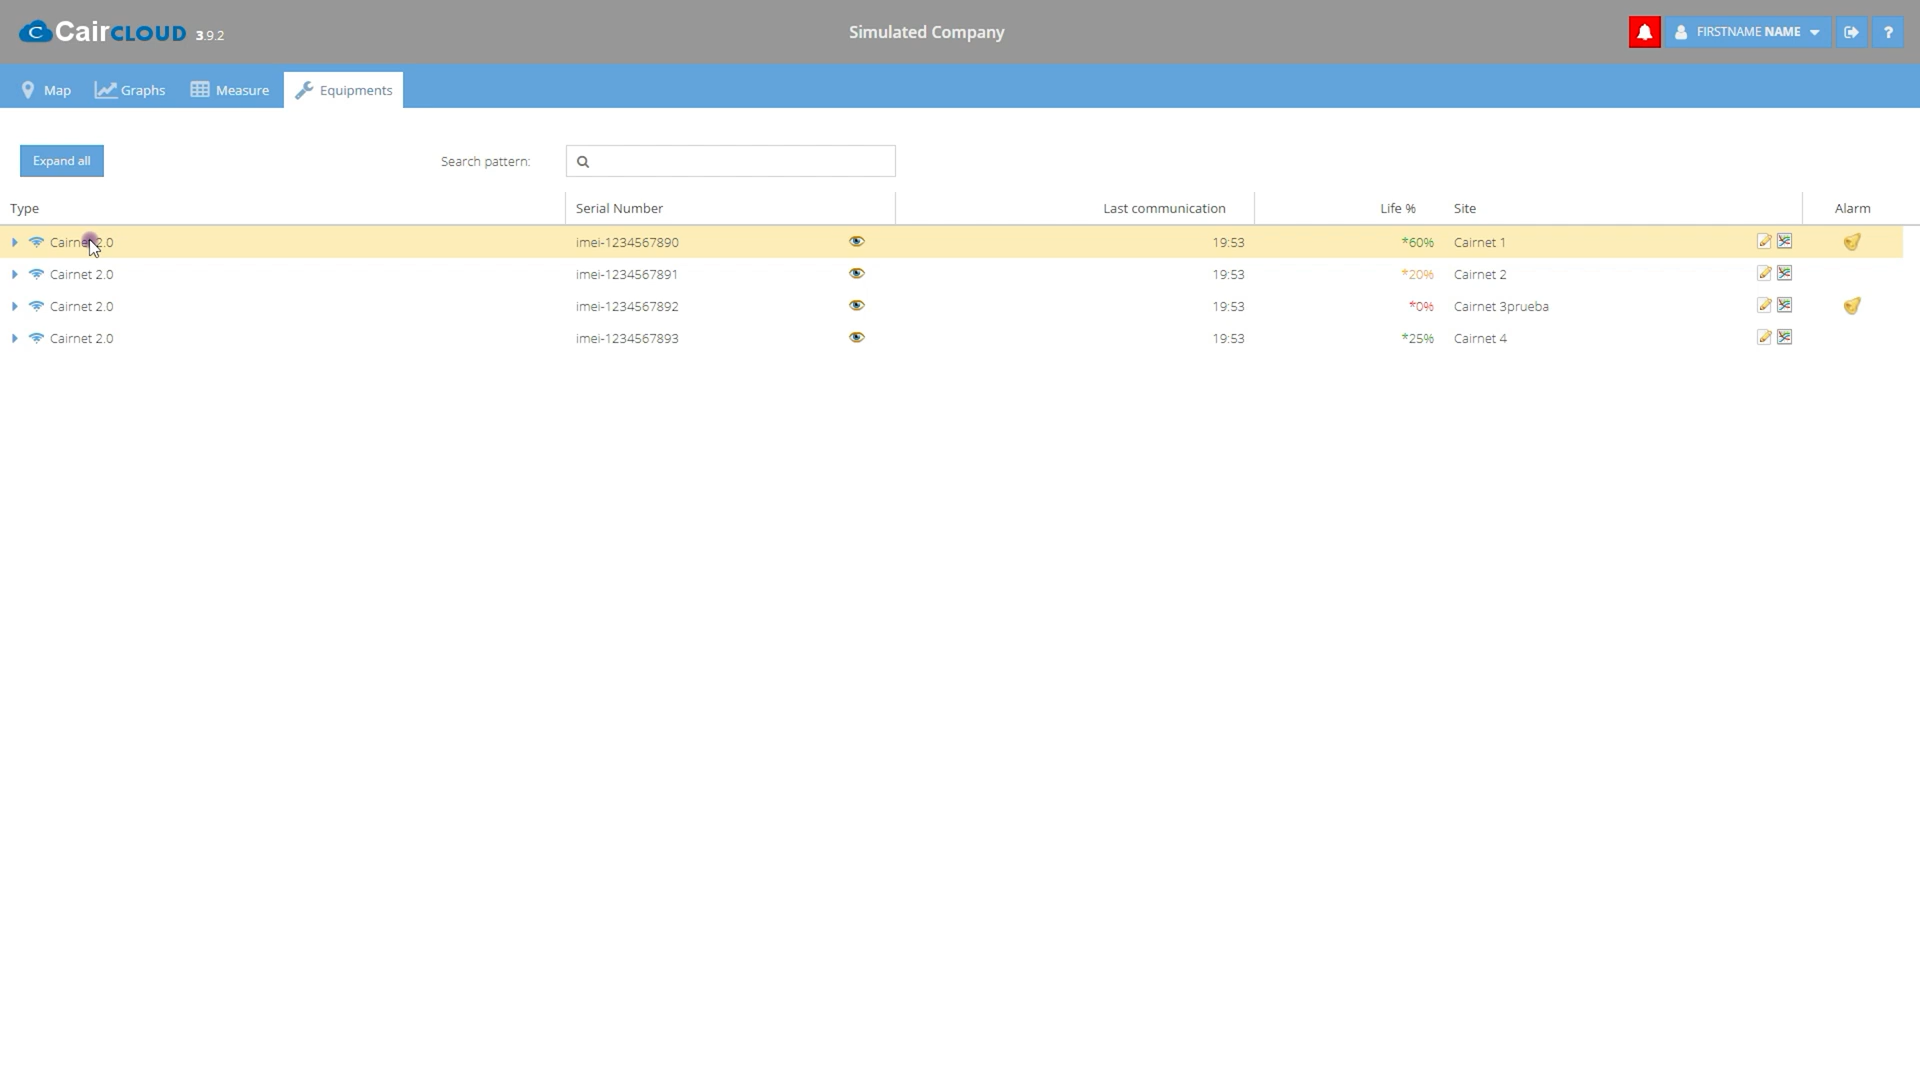 CairCLOUD 3.9.2
Simulated Company
FIRSTNAME NAME
?
Map
Graphs
Measure
Equipments
Expand all
Search pattern:
Type Serial Number Last communication Life % Site Alarm
Cairnet 2.0 imei-1234567890 19:53 *60% Cairnet 1
Cairnet 2.0 imei-1234567891 19:53 *20% Cairnet 2
Cairnet 2.0 imei-1234567892 19:53 *0% Cairnet 3prueba
Cairnet 2.0 imei-1234567893 19:53 *25% Cairnet 4